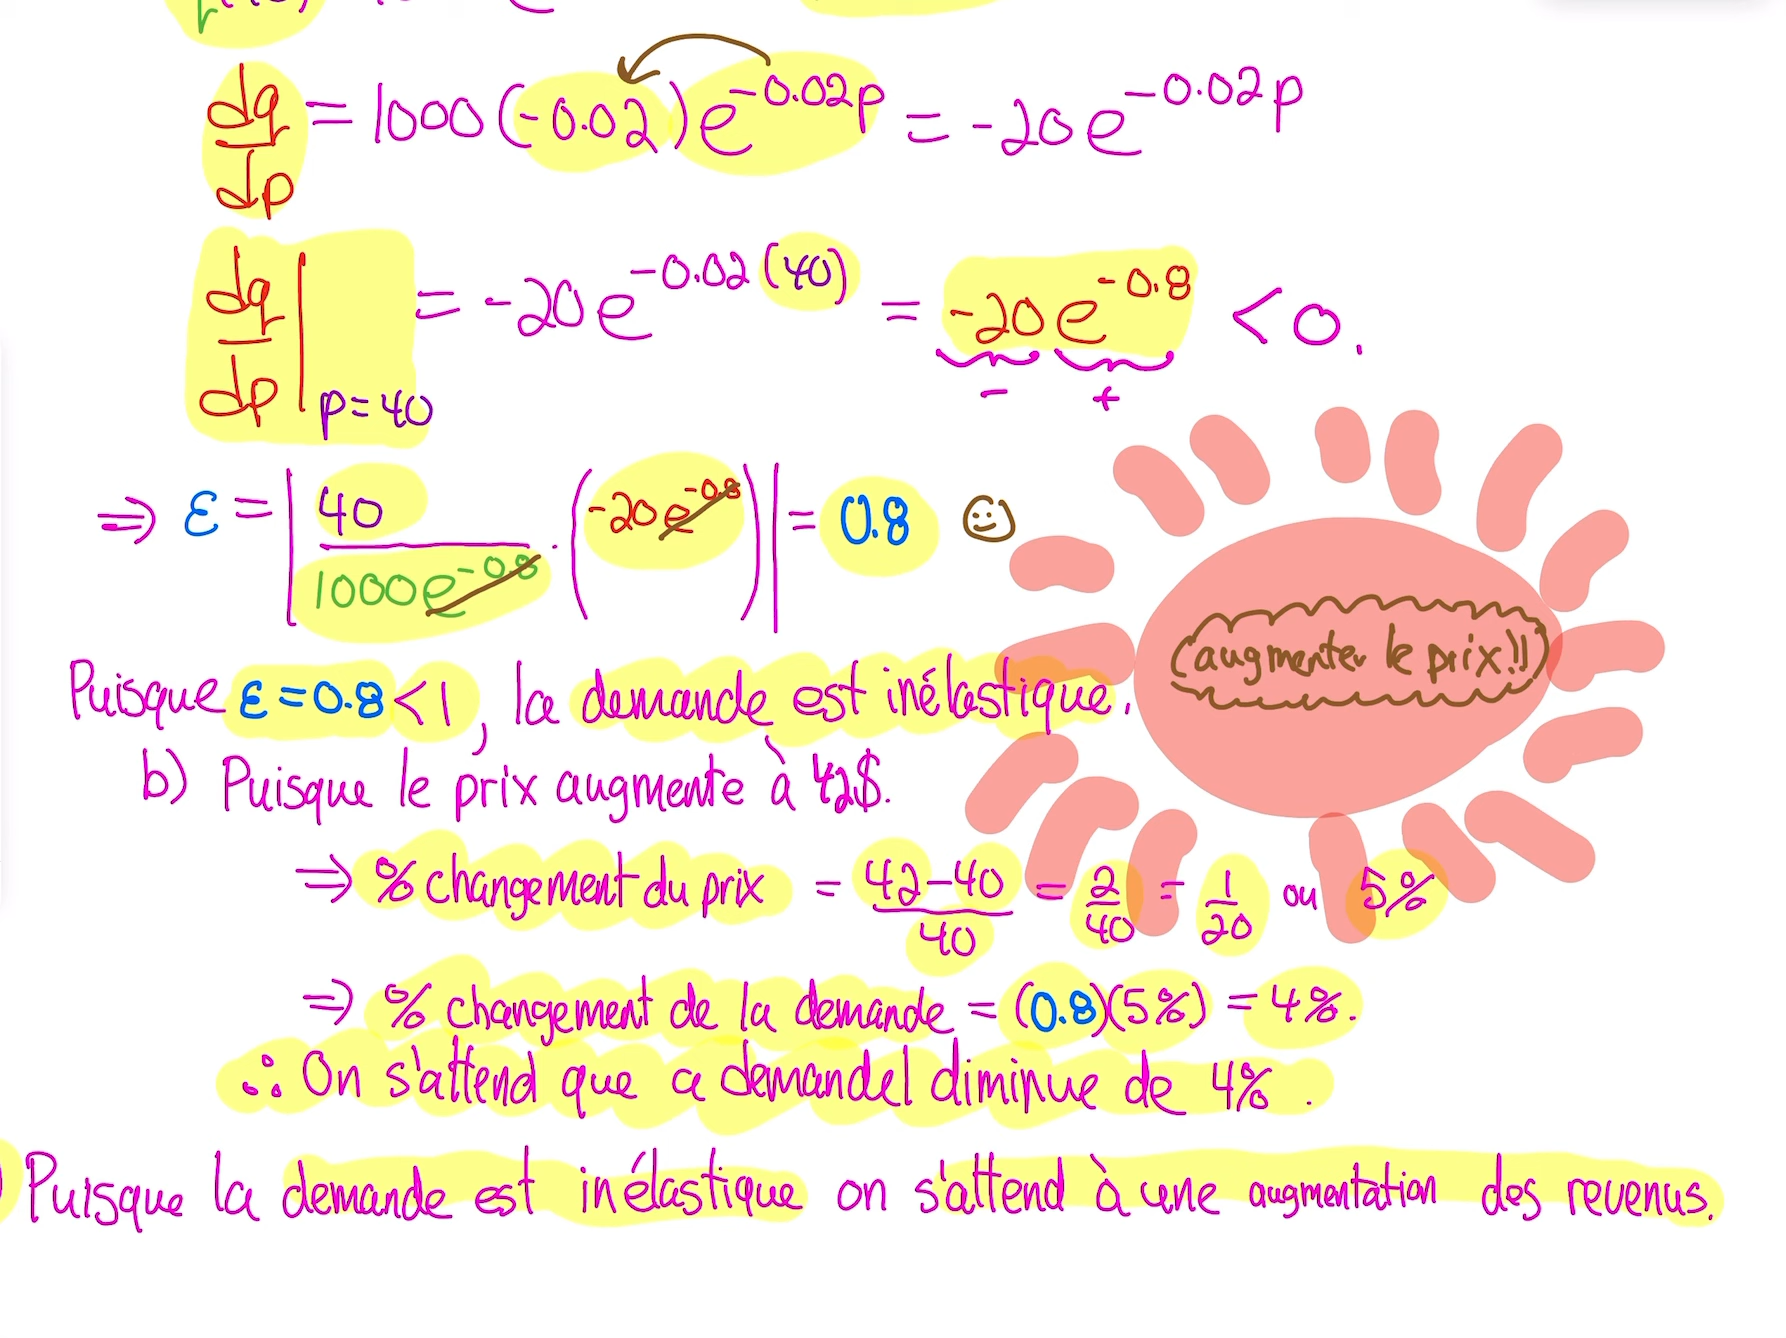 dq/dp = 1000(-0.02)e^-0.02p = -20e^-0.02p
dq/dp | p=40 = -20e^-0.02(40) = -20e^-0.8 < 0.
- +
⇒ ε = | 40/1000e^-0.8 · (-20e^-0.8) | = 0.8
(augmenter le prix!!)
Puisque ε = 0.8 < 1, la demande est inélastique.
b) Puisque le prix augmente à 42$.
⇒ % changement du prix = 42-40/40 = 2/40 = 1/20 ou 5%
⇒ % changement de la demande = (0.8)(5%) = 4%.
∴ On s'attend que a demandel diminue de 4%.
Puisque la demande est inélastique on s'attend à une augmentation des revenus.